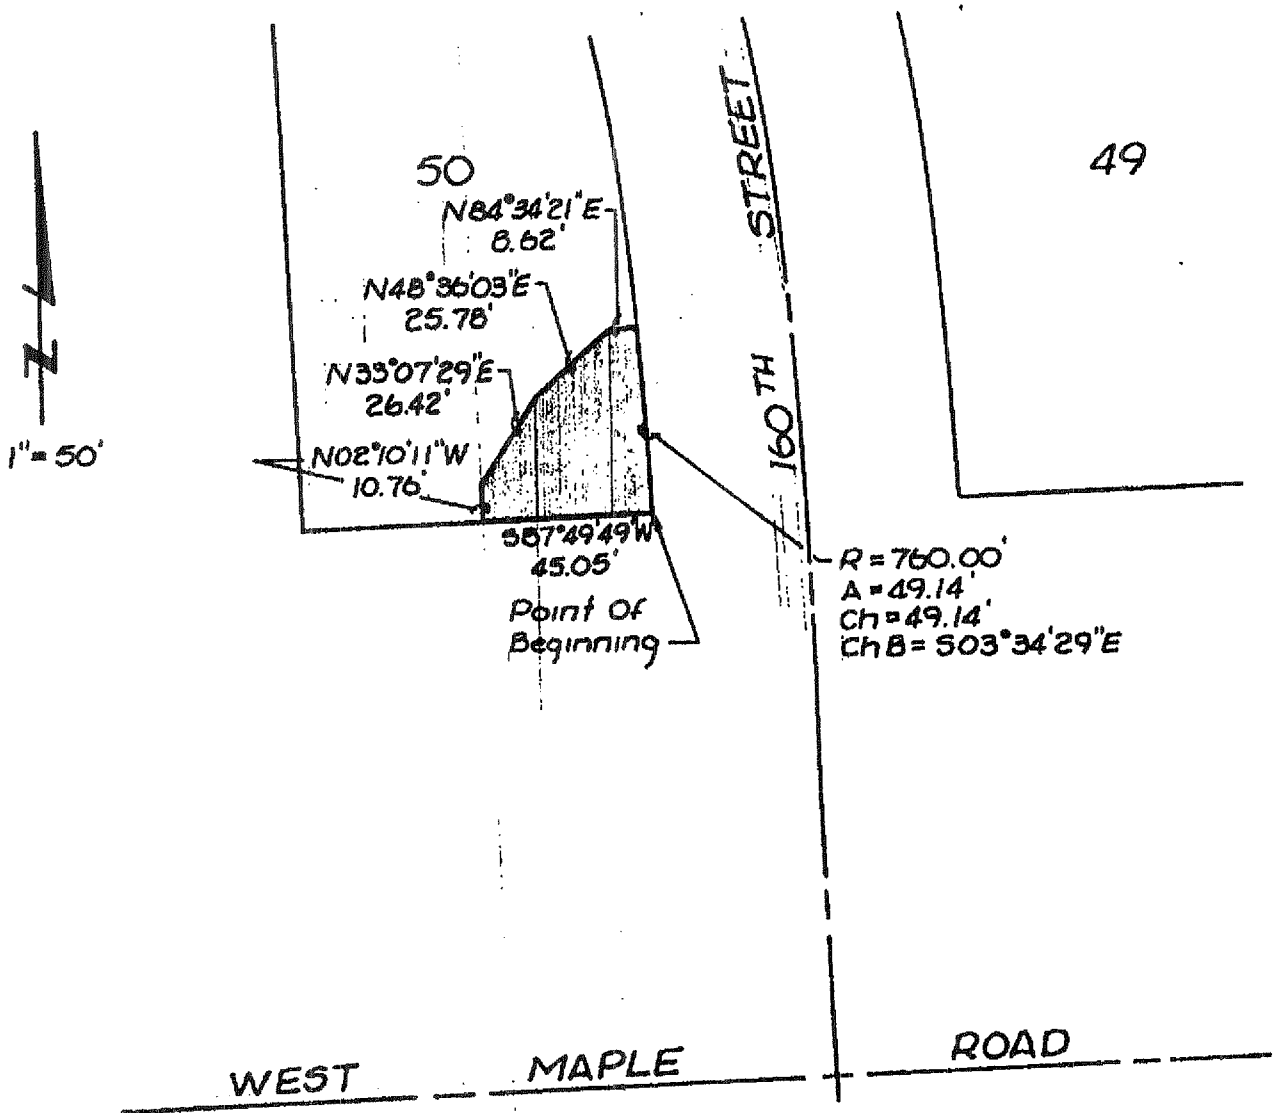 50
49
N84°34'21"E
8.62'
N48°36'03"E
25.78'
N33°07'29"E
26.42'
N02°10'11"W
10.76'
1"=50'
N
S87°49'49"W
45.05'
Point Of
Beginning
R=760.00'
A=49.14'
Ch=49.14'
ChB=S03°34'29"E
160TH STREET
WEST MAPLE ROAD